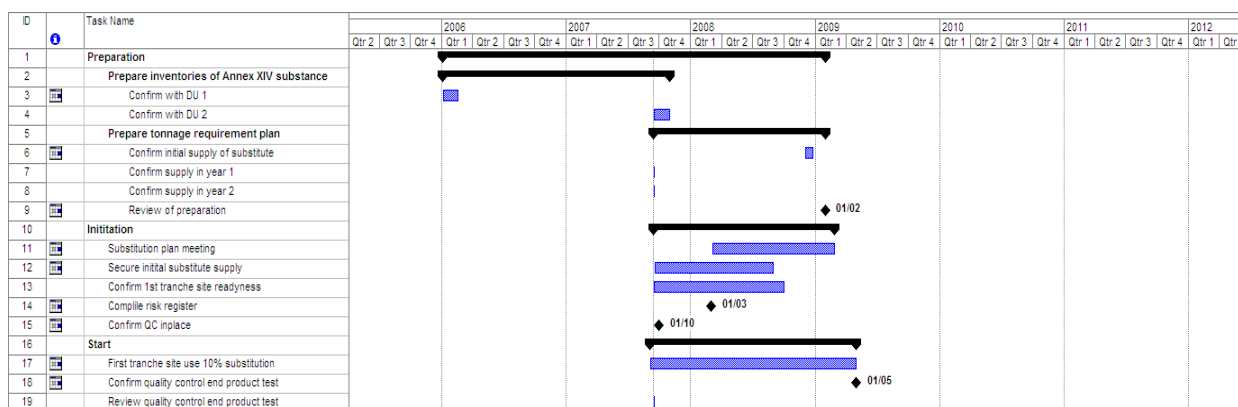 ID Task Name 2006 2007 2008 2009 2010 2011 2012
Qtr 2 Qtr 3 Qtr 4 Qtr 1 Qtr 2 Qtr 3 Qtr 4 Qtr 1 Qtr 2 Qtr 3 Qtr 4 Qtr 1 Qtr 2 Qtr 3 Qtr 4 Qtr 1 Qtr 2 Qtr 3 Qtr 4 Qtr 1 Qtr 2 Qtr 3 Qtr 4 Qtr 1 Qtr 2 Qtr 3 Qtr 4 Qtr 1 Qtr
1 Preparation
2 Prepare inventories of Annex XIV substance
3 Confirm with DU 1
4 Confirm with DU 2
5 Prepare tonnage requirement plan
6 Confirm initial supply of substitute
7 Confirm supply in year 1
8 Confirm supply in year 2
9 Review of preparation 01/02
10 Inititation
11 Substitution plan meeting
12 Secure initital substitute supply
13 Confirm 1st tranche site readyness
14 Complile risk register 01/03
15 Confirm QC inplace 01/10
16 Start
17 First tranche site use 10% substitution
18 Confirm quality control end product test 01/05
19 Review quality control end product test